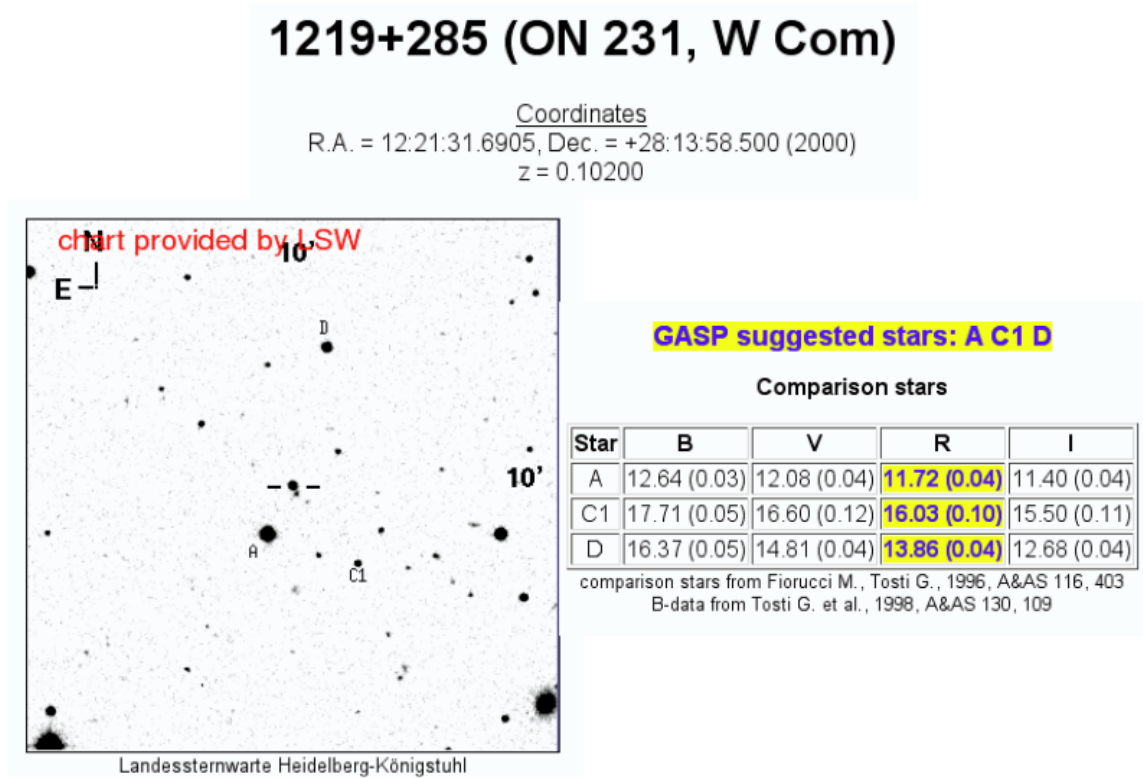 1219+285 (ON 231, W Com)
Coordinates
R.A. = 12:21:31.6905, Dec. = +28:13:58.500 (2000)
z = 0.10200
chart provided by LSW
N
10'
E
D
10'
A
C1
Landessternwarte Heidelberg-Königstuhl
GASP suggested stars: A C1 D
Comparison stars
Star B V R I
A 12.64 (0.03) 12.08 (0.04) 11.72 (0.04) 11.40 (0.04)
C1 17.71 (0.05) 16.60 (0.12) 16.03 (0.10) 15.50 (0.11)
D 16.37 (0.05) 14.81 (0.04) 13.86 (0.04) 12.68 (0.04)
comparison stars from Fiorucci M., Tosti G., 1996, A&AS 116, 403
B-data from Tosti G. et al., 1998, A&AS 130, 109